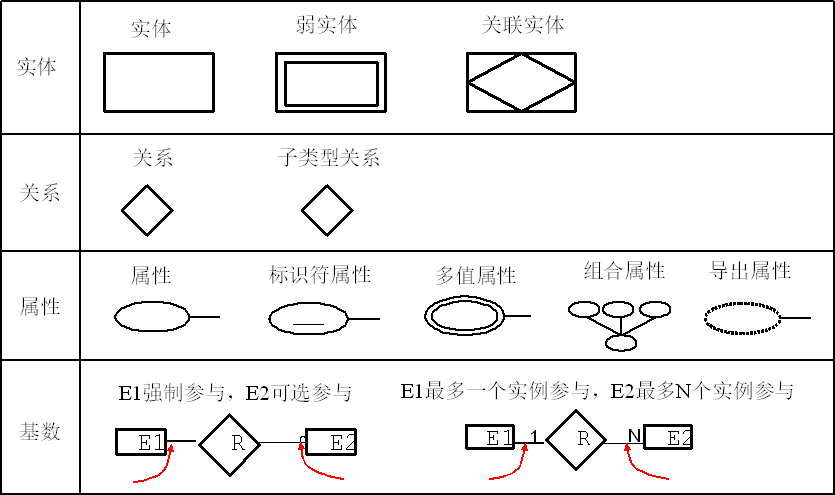 实体
实体 弱实体 关联实体
关系
关系 子类型关系
属性
属性 标识符属性 多值属性 组合属性 导出属性
基数
E1强制参与，E2可选参与 E1最多一个实例参与，E2最多N个实例参与
E1 R E2 E1 1 R N E2